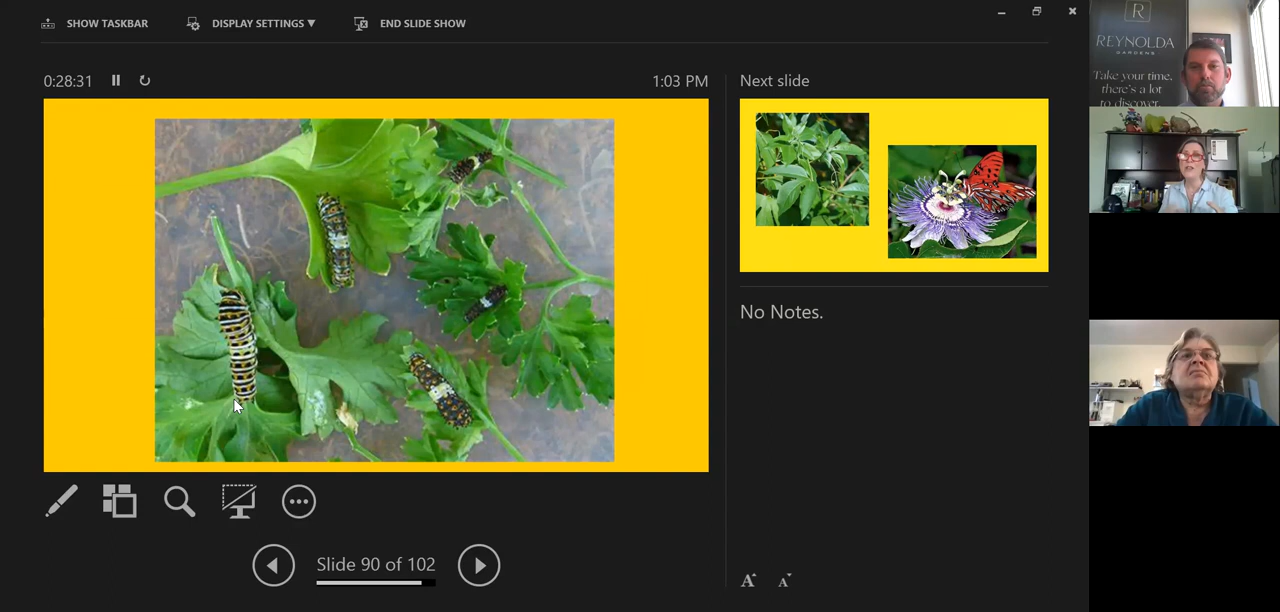 SHOW TASKBAR
DISPLAY SETTINGS ▼
END SLIDE SHOW
0:28:31
1:03 PM
Next slide
No Notes.
Slide 90 of 102
A
A
R
REYNOLDA
GARDENS
Take your time,
there's a lot
to discover.